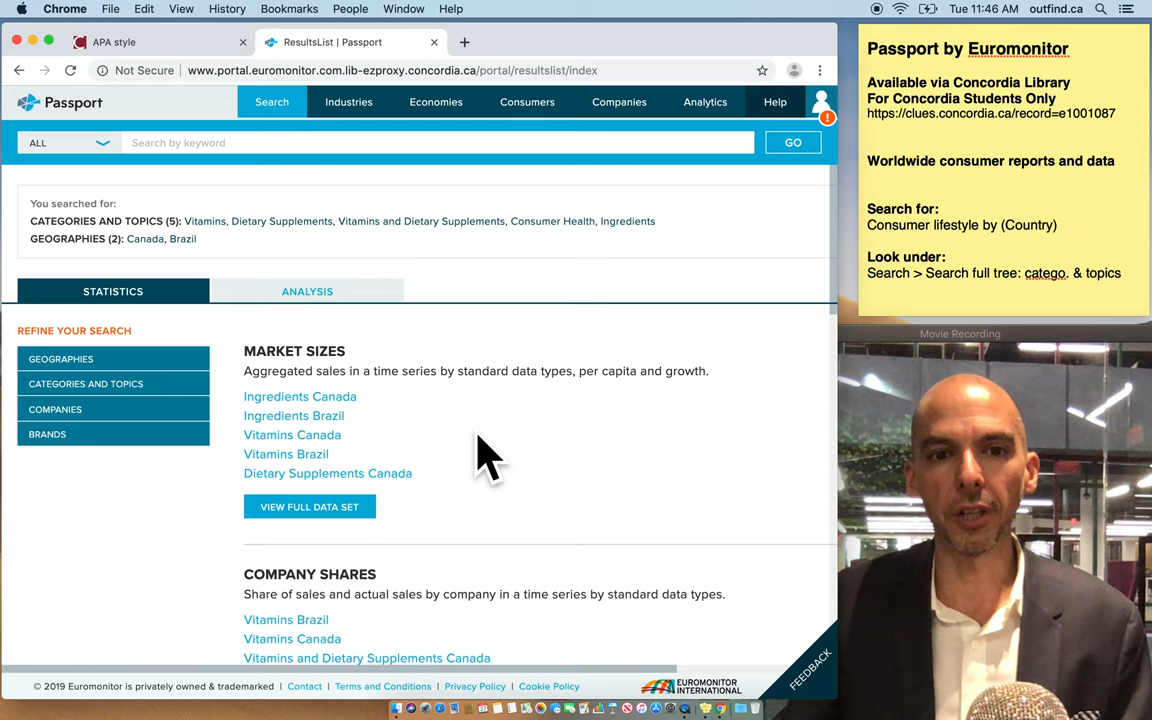 Chrome File Edit View History Bookmarks People Window Help Tue 11:46 AM outfind.ca
APA style ResultsList | Passport
Not Secure | www.portal.euromonitor.com.lib-ezproxy.concordia.ca/portal/resultslist/index
Passport Search Industries Economies Consumers Companies Analytics Help
!
ALL Search by keyword GO
You searched for:
CATEGORIES AND TOPICS (5): Vitamins, Dietary Supplements, Vitamins and Dietary Supplements, Consumer Health, Ingredients
GEOGRAPHIES (2): Canada, Brazil
STATISTICS ANALYSIS
REFINE YOUR SEARCH
GEOGRAPHIES
CATEGORIES AND TOPICS
COMPANIES
BRANDS
MARKET SIZES
Aggregated sales in a time series by standard data types, per capita and growth.
Ingredients Canada
Ingredients Brazil
Vitamins Canada
Vitamins Brazil
Dietary Supplements Canada
VIEW FULL DATA SET
COMPANY SHARES
Share of sales and actual sales by company in a time series by standard data types.
Vitamins Brazil
Vitamins Canada
Vitamins and Dietary Supplements Canada
FEEDBACK
© 2019 Euromonitor is privately owned & trademarked | Contact | Terms and Conditions | Privacy Policy | Cookie Policy
EUROMONITOR
INTERNATIONAL
Passport by Euromonitor
Available via Concordia Library
For Concordia Students Only
https://clues.concordia.ca/record=e1001087
Worldwide consumer reports and data
Search for:
Consumer lifestyle by (Country)
Look under:
Search > Search full tree: catego. & topics
Movie Recording